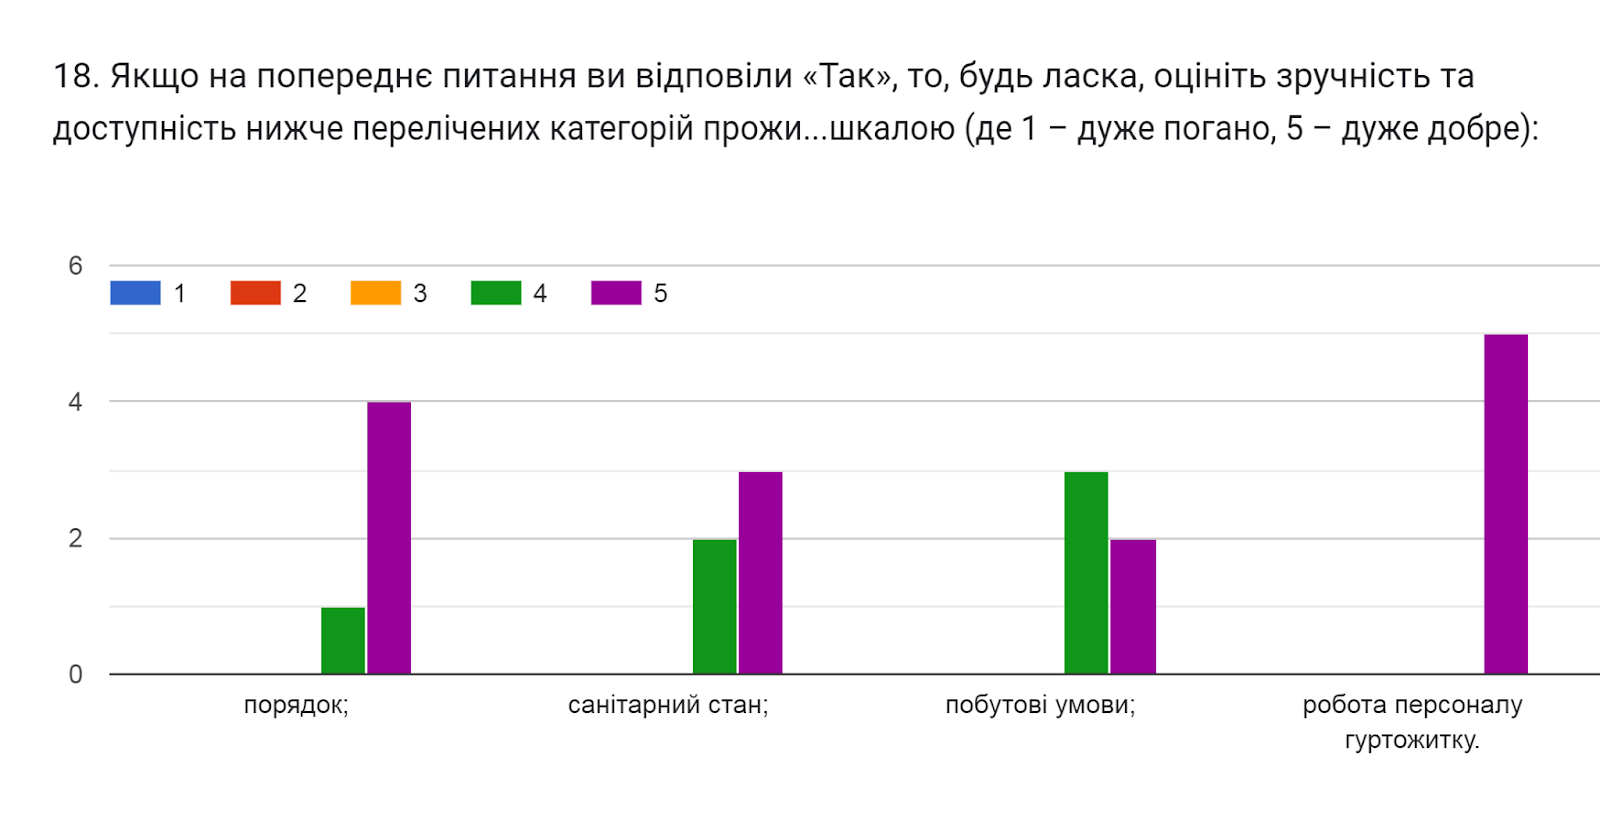 18. Якщо на попереднє питання ви відповіли «Так», то, будь ласка, оцініть зручність та
доступність нижче перелічених категорій прожи...шкалою (де 1 – дуже погано, 5 – дуже добре):
6
1 2 3 4 5
4
2
0
порядок; санітарний стан; побутові умови; робота персоналу
гуртожитку.